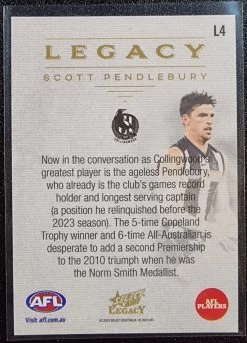 L4
LEGACY
SCOTT PENDLEBURY
COLLINGWOOD
Now in the conversation as Collingwood's
greatest player is the ageless Pendlebury,
who already is the club's games record
holder and longest serving captain
(a position he relinquished before the
2023 season). The 5-time Copeland
Trophy winner and 6-time All-Australian is
desperate to add a second Premiership
to the 2010 triumph when he was
the Norm Smith Medallist.
AFL
Visit afl.com.au
SELECT
LEGACY
AFL
PLAYERS